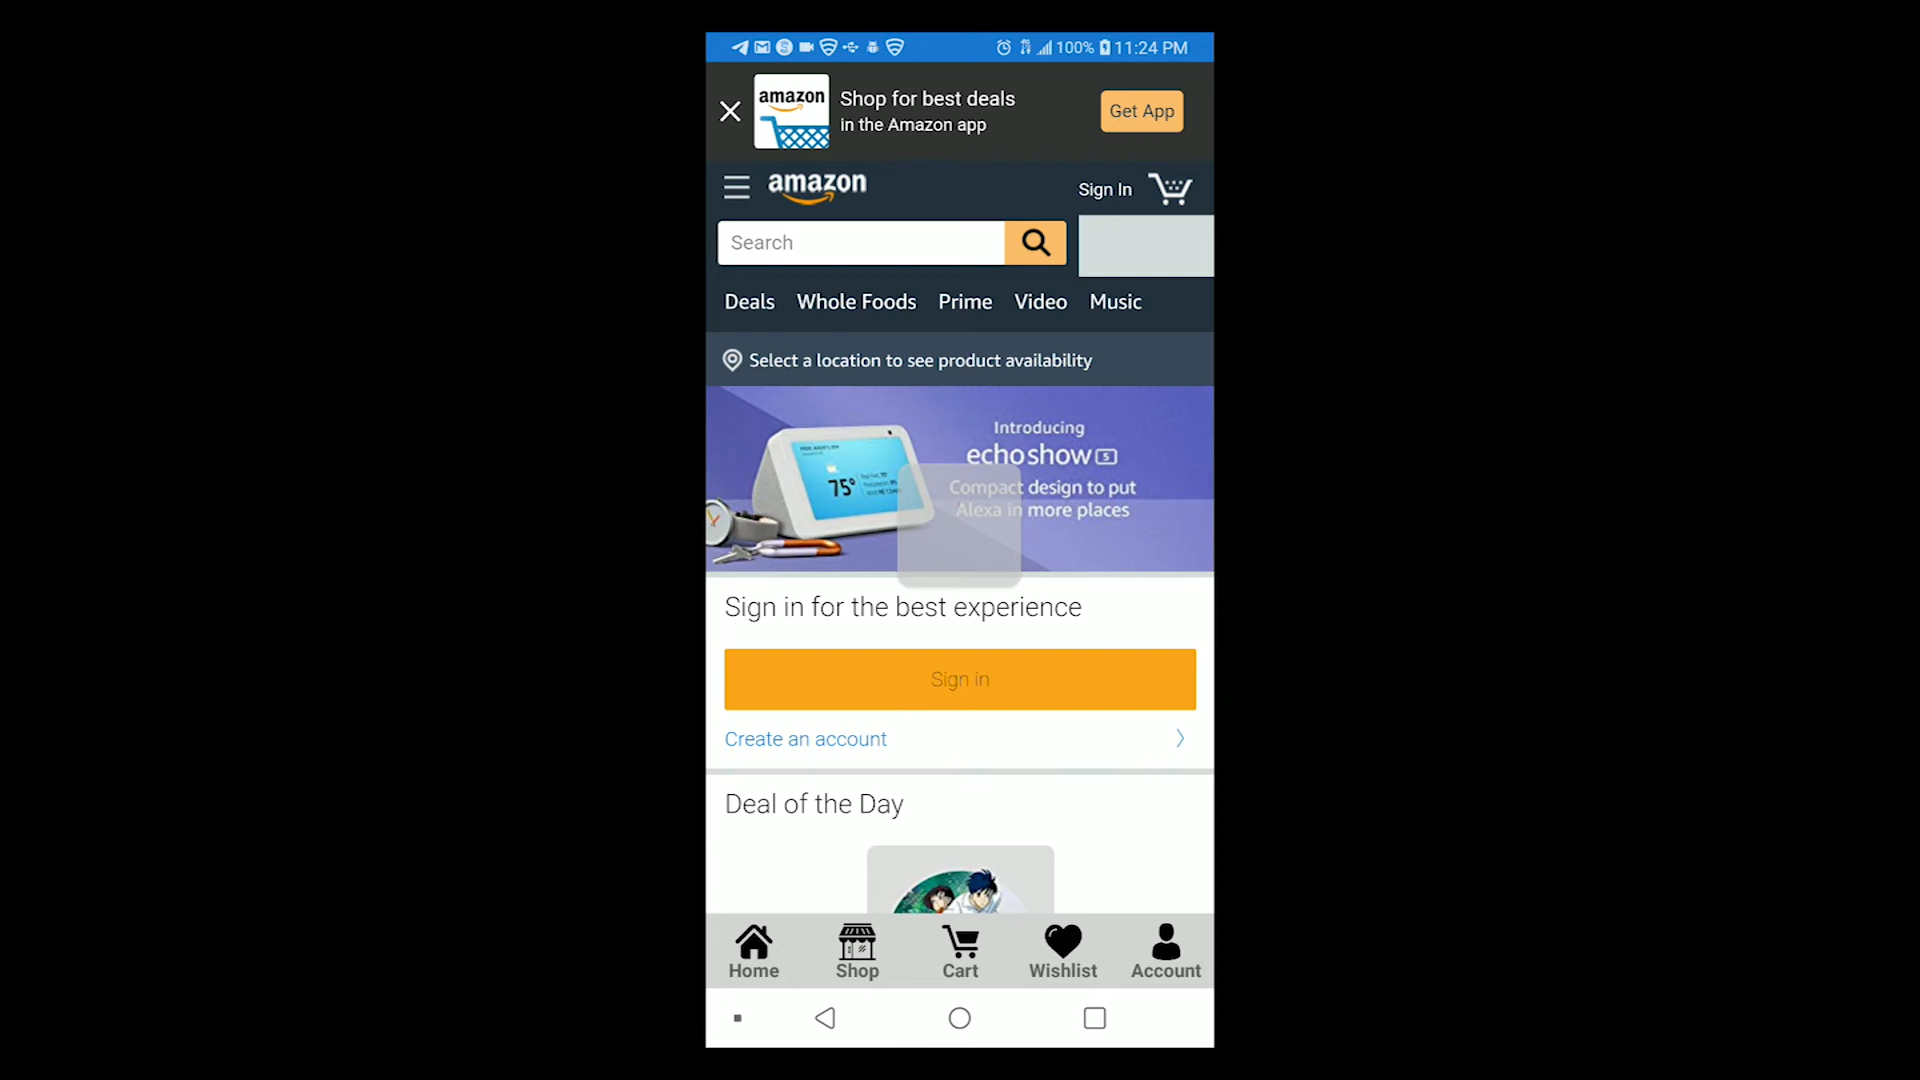 100% 11:24 PM
amazon
Shop for best deals
in the Amazon app
Get App
amazon
Sign In
Search
Deals Whole Foods Prime Video Music
Select a location to see product availability
Introducing
echo show 5
75°
Compact design to put
Alexa in more places
Sign in for the best experience
Sign in
Create an account
Deal of the Day
Home Shop Cart Wishlist Account